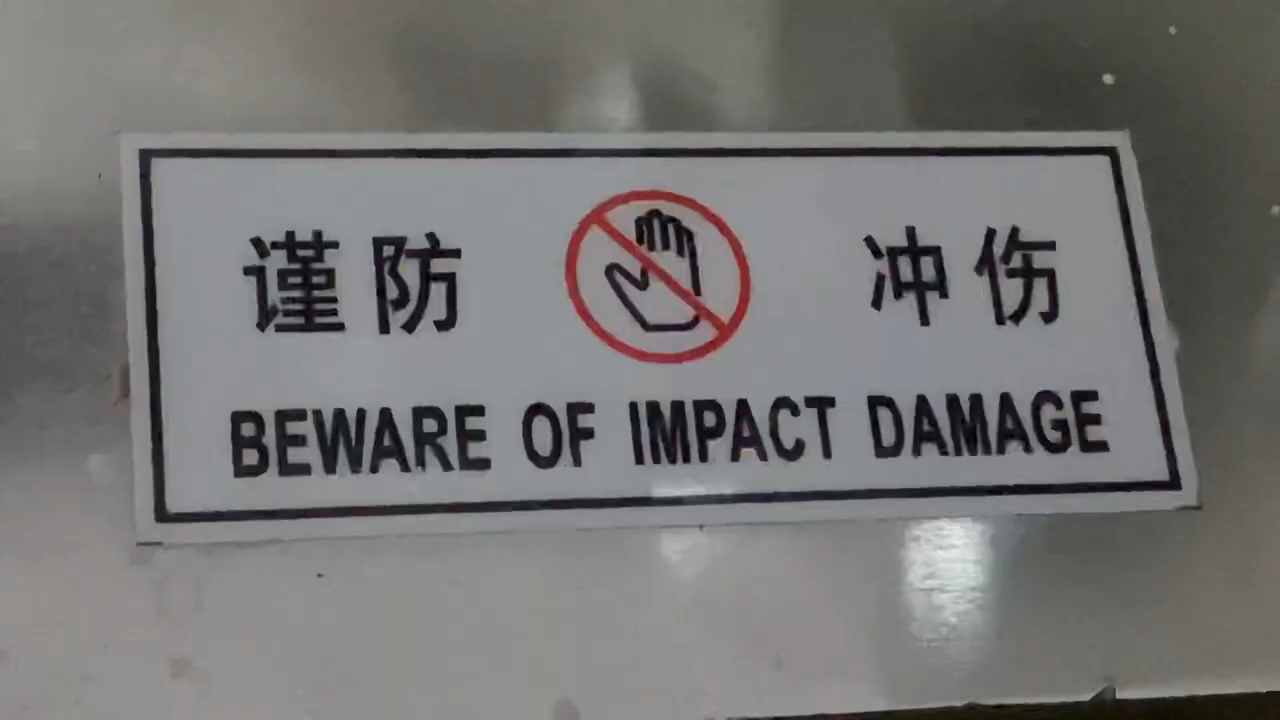 谨防 冲伤
BEWARE OF IMPACT DAMAGE